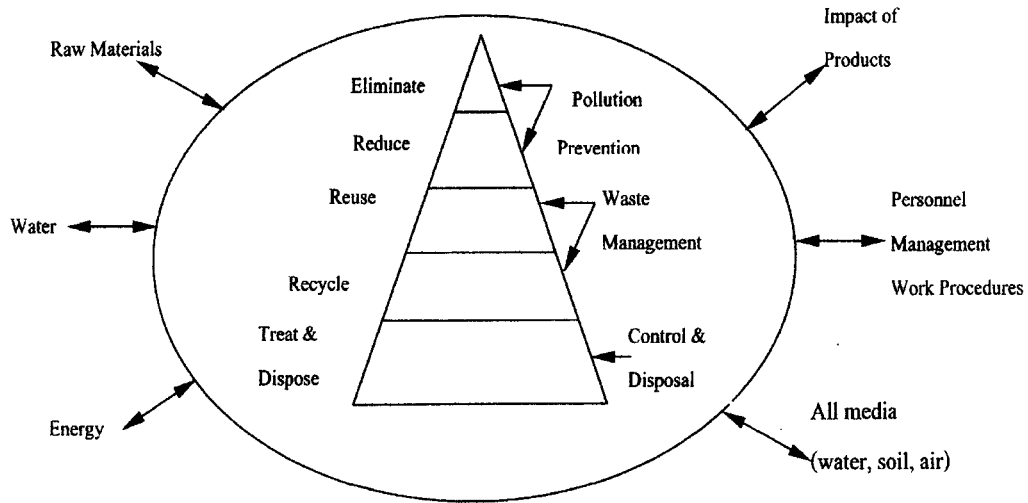 Impact of
Products
Raw Materials
Eliminate
Pollution
Prevention
Reduce
Reuse
Waste
Management
Water
Personnel
Management
Work Procedures
Recycle
Treat &
Dispose
Control &
Disposal
Energy
All media
(water, soil, air)